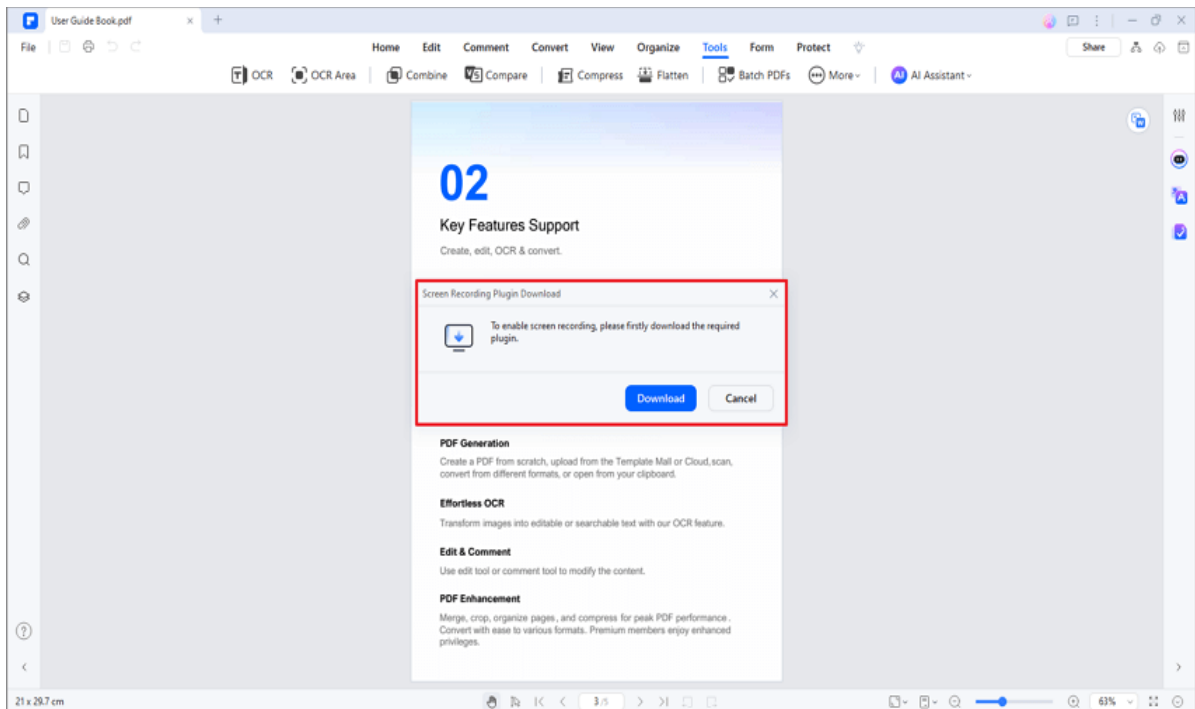 User Guide Book.pdf
File Home Edit Comment Convert View Organize Tools Form Protect Share
OCR OCR Area Combine Compare Compress Flatten Batch PDFs More AI AI Assistant
02
Key Features Support
Create, edit, OCR & convert.
Screen Recording Plugin Download
To enable screen recording, please firstly download the required
plugin.
Download Cancel
PDF Generation
Create a PDF from scratch, upload from the Template Mall or Cloud,scan,
convert from different formats, or open from your clipboard.
Effortless OCR
Transform images into editable or searchable text with our OCR feature.
Edit & Comment
Use edit tool or comment tool to modify the content.
PDF Enhancement
Merge, crop, organize pages, and compress for peak PDF performance.
Convert with ease to various formats. Premium members enjoy enhanced
privileges.
21 x 29.7 cm 3/5 63%